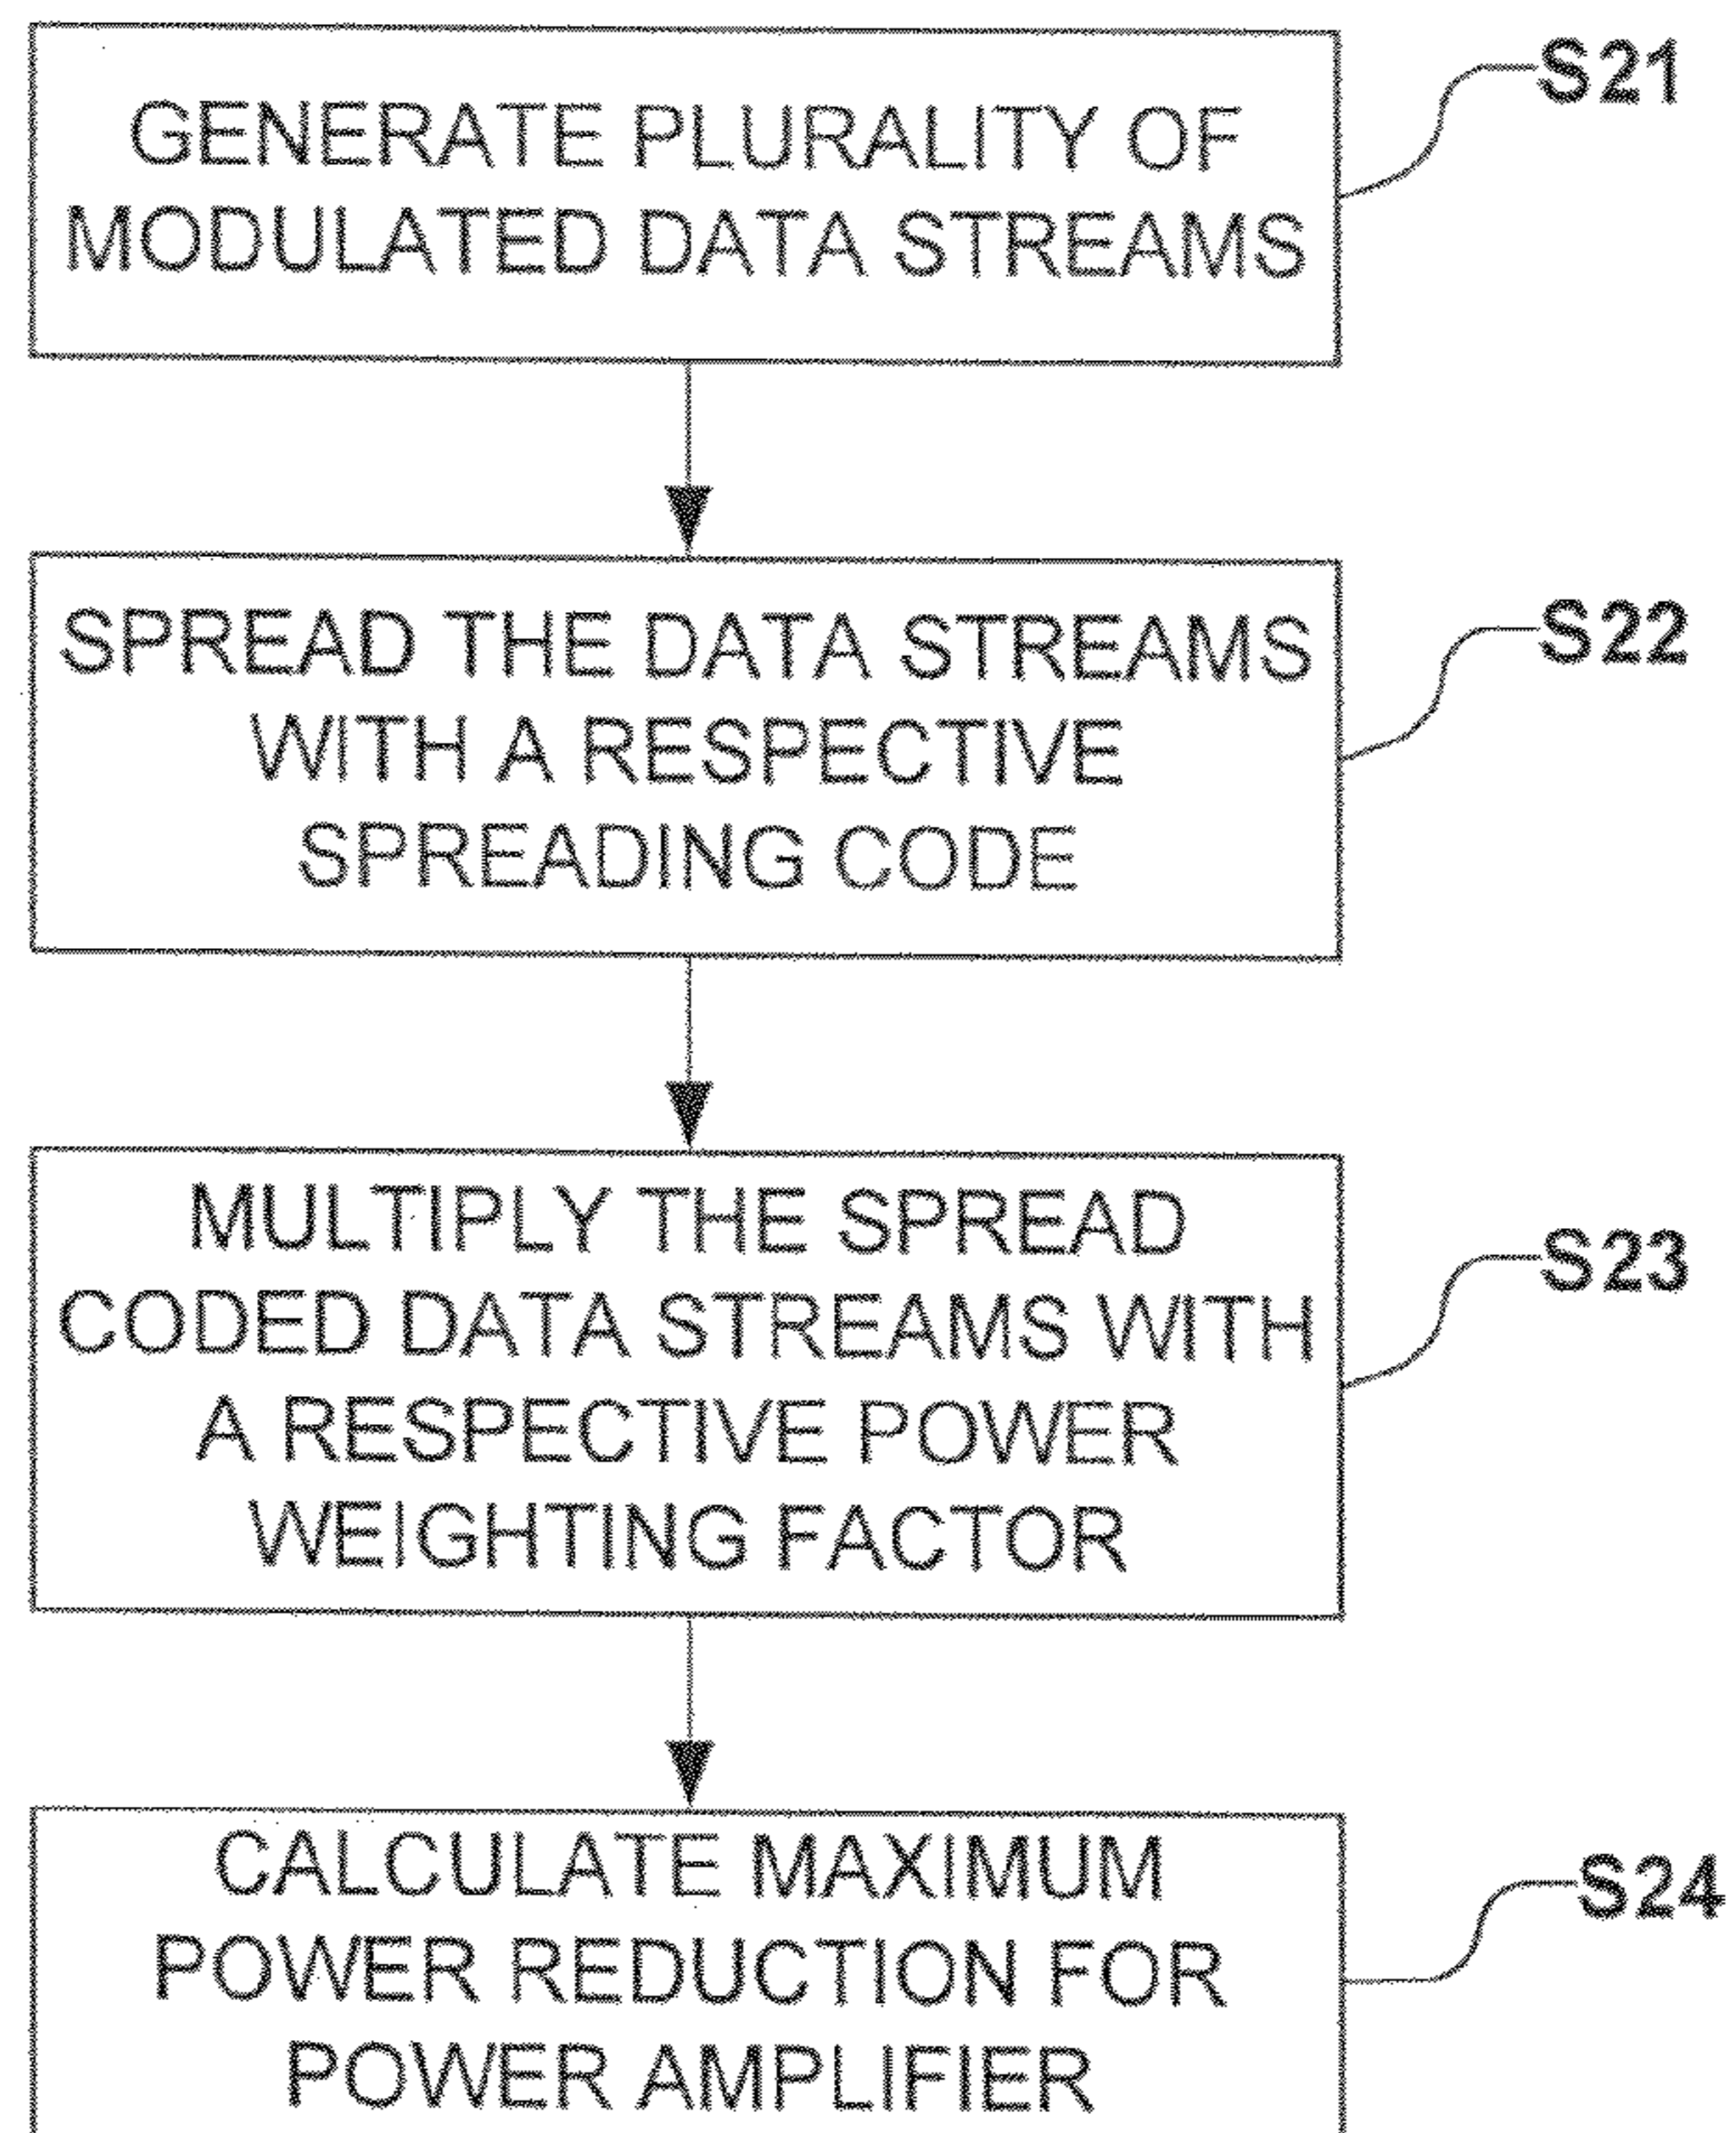 GENERATE PLURALITY OF
MODULATED DATA STREAMS
S21
SPREAD THE DATA STREAMS
WITH A RESPECTIVE
SPREADING CODE
S22
MULTIPLY THE SPREAD
CODED DATA STREAMS WITH
A RESPECTIVE POWER
WEIGHTING FACTOR
S23
CALCULATE MAXIMUM
POWER REDUCTION FOR
POWER AMPLIFIER
S24